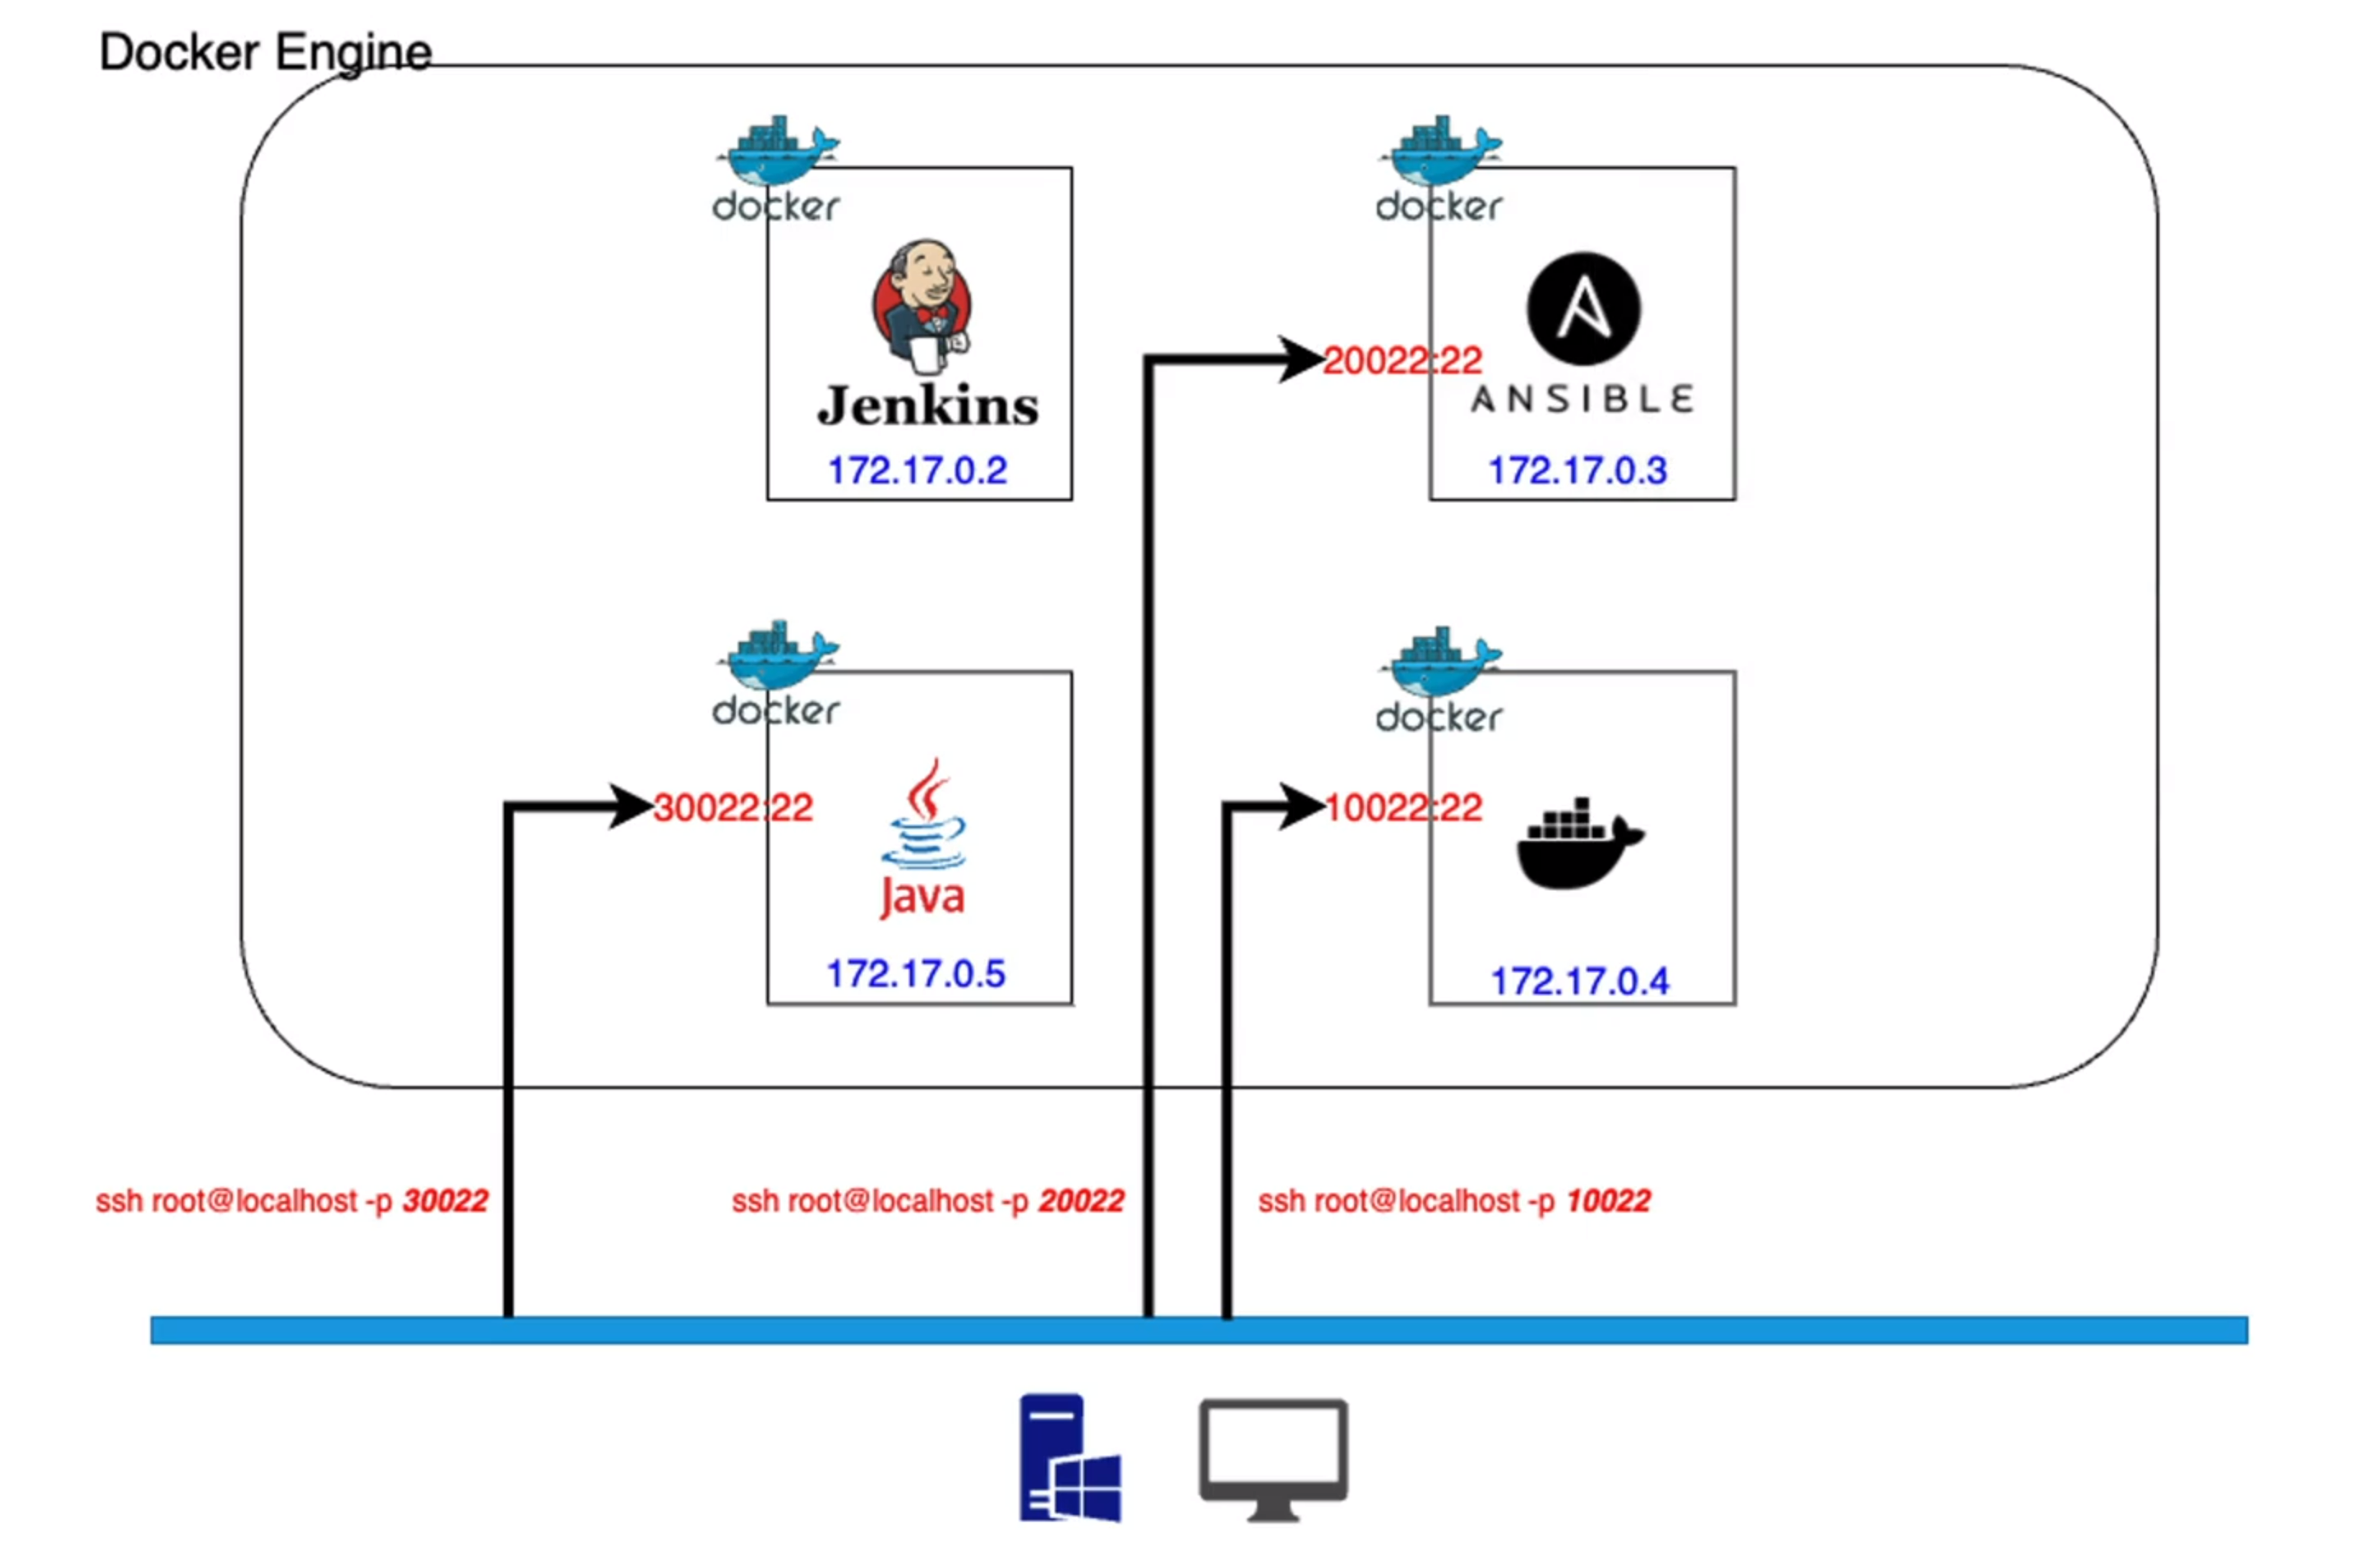 Docker Engine
docker
docker
Jenkins
20022:22
ANSIBLE
172.17.0.2
172.17.0.3
docker
docker
30022:22
10022:22
Java
172.17.0.5
172.17.0.4
ssh root@localhost -p 30022
ssh root@localhost -p 20022
ssh root@localhost -p 10022